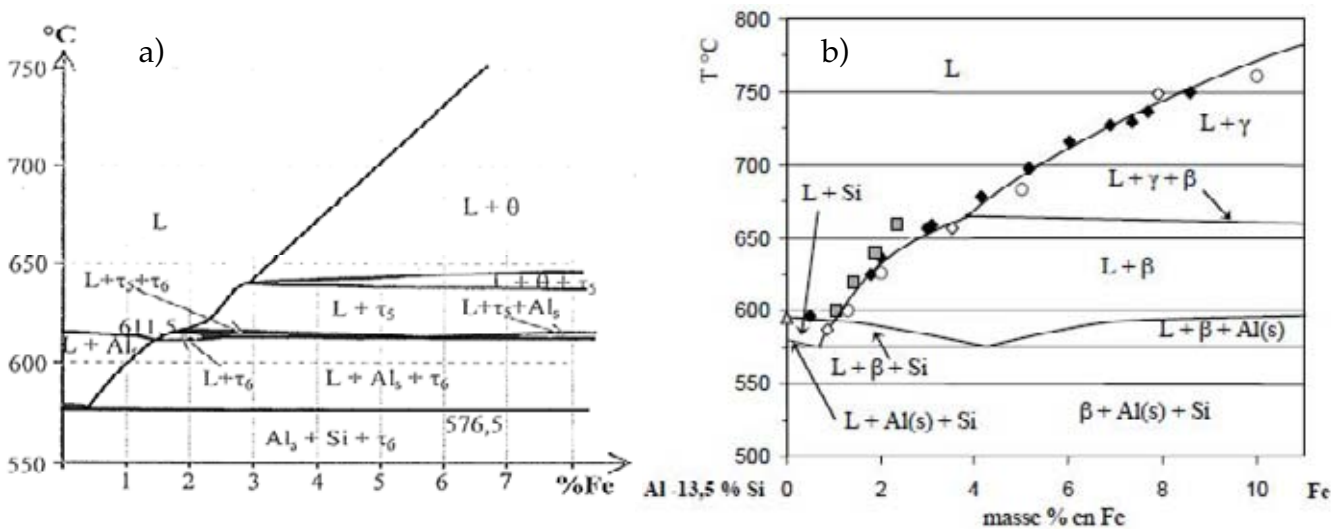 °C
a)
750
700
650
600
550
L
L + θ
L + θ + τ5
L+τ5+τ6
L + τ5
L+τ5+Al5
611,5
L + Al
L+τ6
L + Als + τ6
576,5
Als + Si + τ6
1 2 3 4 5 6 7 %Fe
T °C
b)
800
750
700
650
600
550
500
L
L + γ
L + Si
L + γ + β
L + β
L + β + Al(s)
L + β + Si
L + Al(s) + Si
β + Al(s) + Si
Al -13,5 % Si 0 2 4 6 8 10 Fe
masse % en Fe